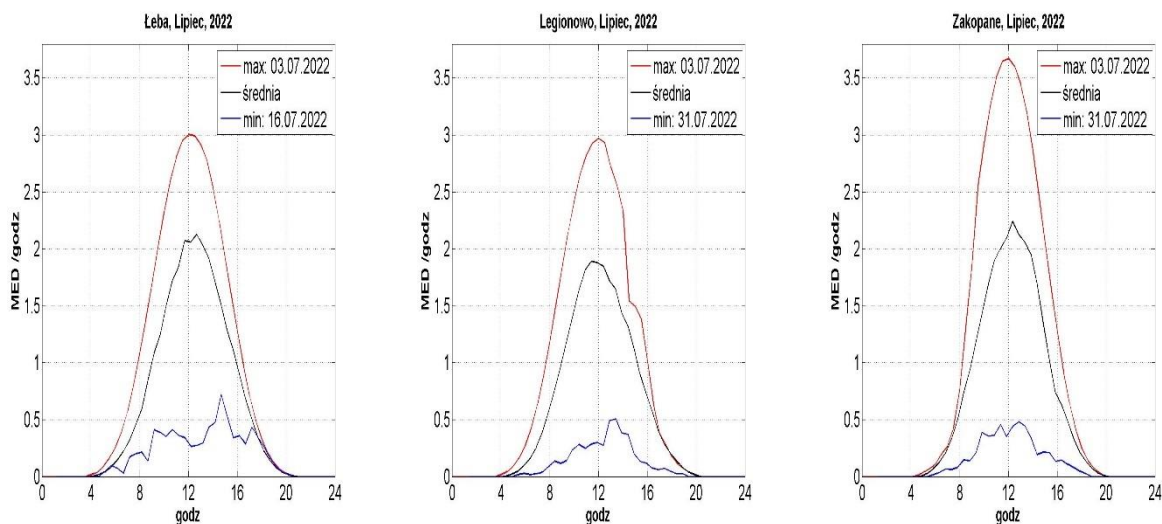 Łeba, Lipiec, 2022
max: 03.07.2022
średnia
min: 16.07.2022
3.5
3
2.5
2
1.5
1
0.5
0
MED /godz
0 4 8 12 16 20 24
godz
Legionowo, Lipiec, 2022
max: 03.07.2022
średnia
min: 31.07.2022
3.5
3
2.5
2
1.5
1
0.5
0
MED /godz
0 4 8 12 16 20 24
godz
Zakopane, Lipiec, 2022
max: 03.07.2022
średnia
min: 31.07.2022
3.5
3
2.5
2
1.5
1
0.5
0
MED /godz
0 4 8 12 16 20 24
godz